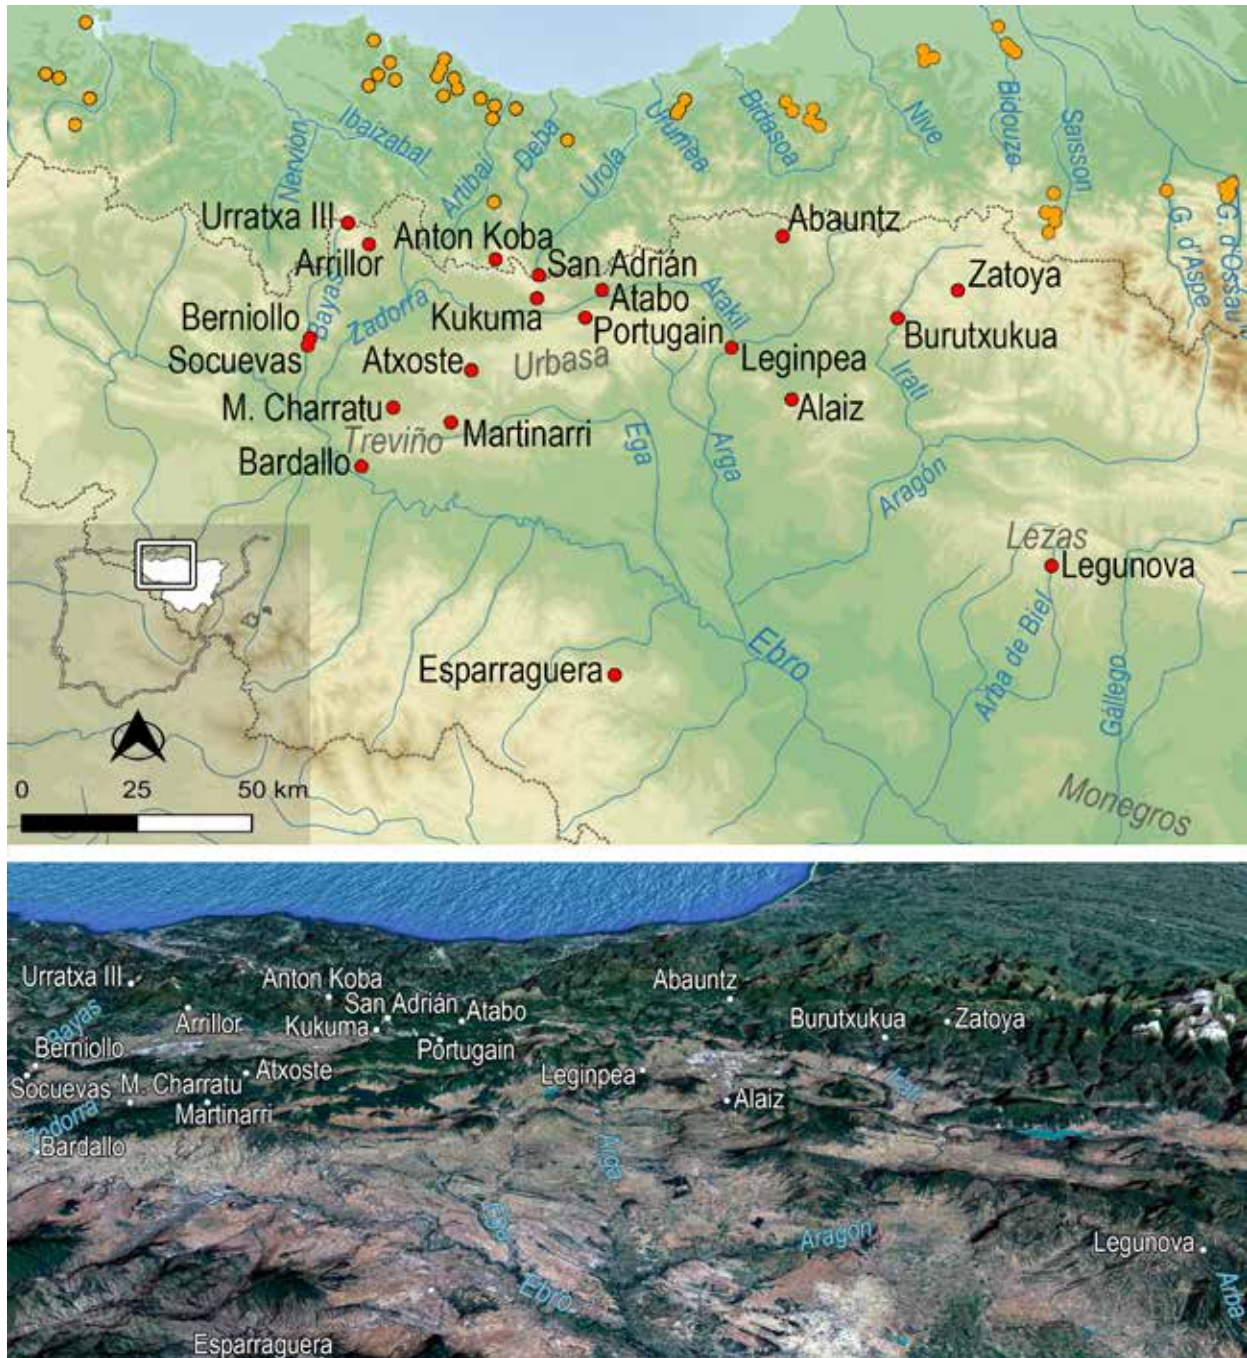 Nervion
Ibaizabal
Artibai
Deba
Urola
Urumea
Bidasoa
Nive
Bidouze
Saisson
G. d'Aspe
G. d'Ossau
Urratxa III
Arrillor
Anton Koba
San Adrián
Abauntz
Zatoya
Berniollo
Bayas
Zadorra
Kukuma
Atabo
Arakil
Portugain
Burutxukua
Socuevas
Atxoste
Urbasa
Leginpea
Irati
M. Charratu
Treviño
Martinarri
Ega
Arga
Alaiz
Bardallo
Aragón
Lezas
Legunova
Esparraguera
Ebro
Arba de Biel
Gállego
Monegros
0 25 50 km
Urratxa III
Anton Koba
Abauntz
Bayas
Arrillor
San Adrián
Atabo
Kukuma
Burutxukua
Zatoya
Berniollo
Portugain
Socuevas
M. Charratu
Atxoste
Leginpea
Irati
Zadorra
Martinarri
Alaiz
Bardallo
Arga
Ega
Aragón
Legunova
Ebro
Arba
Esparraguera